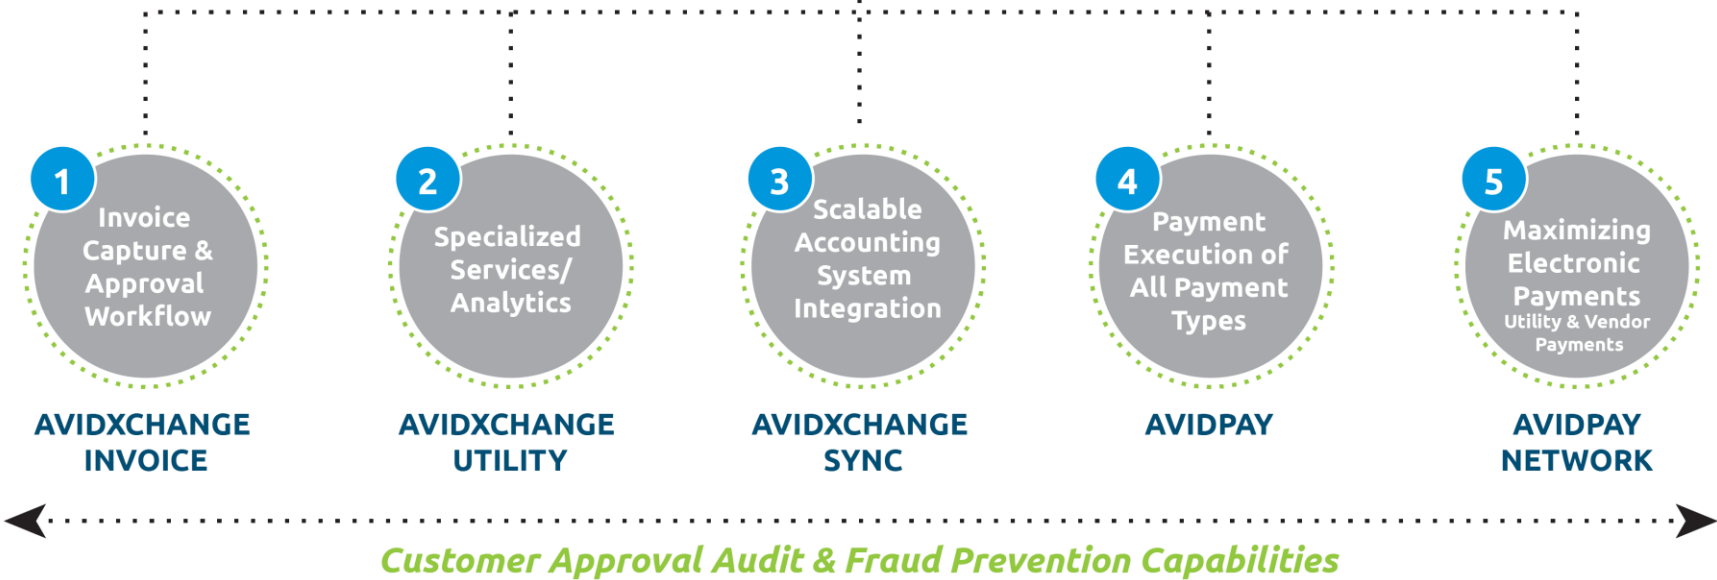 1
Invoice
Capture &
Approval
Workflow
AVIDXCHANGE
INVOICE
2
Specialized
Services/
Analytics
AVIDXCHANGE
UTILITY
3
Scalable
Accounting
System
Integration
AVIDXCHANGE
SYNC
4
Payment
Execution of
All Payment
Types
AVIDPAY
5
Maximizing
Electronic
Payments
Utility & Vendor
Payments
AVIDPAY
NETWORK
Customer Approval Audit & Fraud Prevention Capabilities